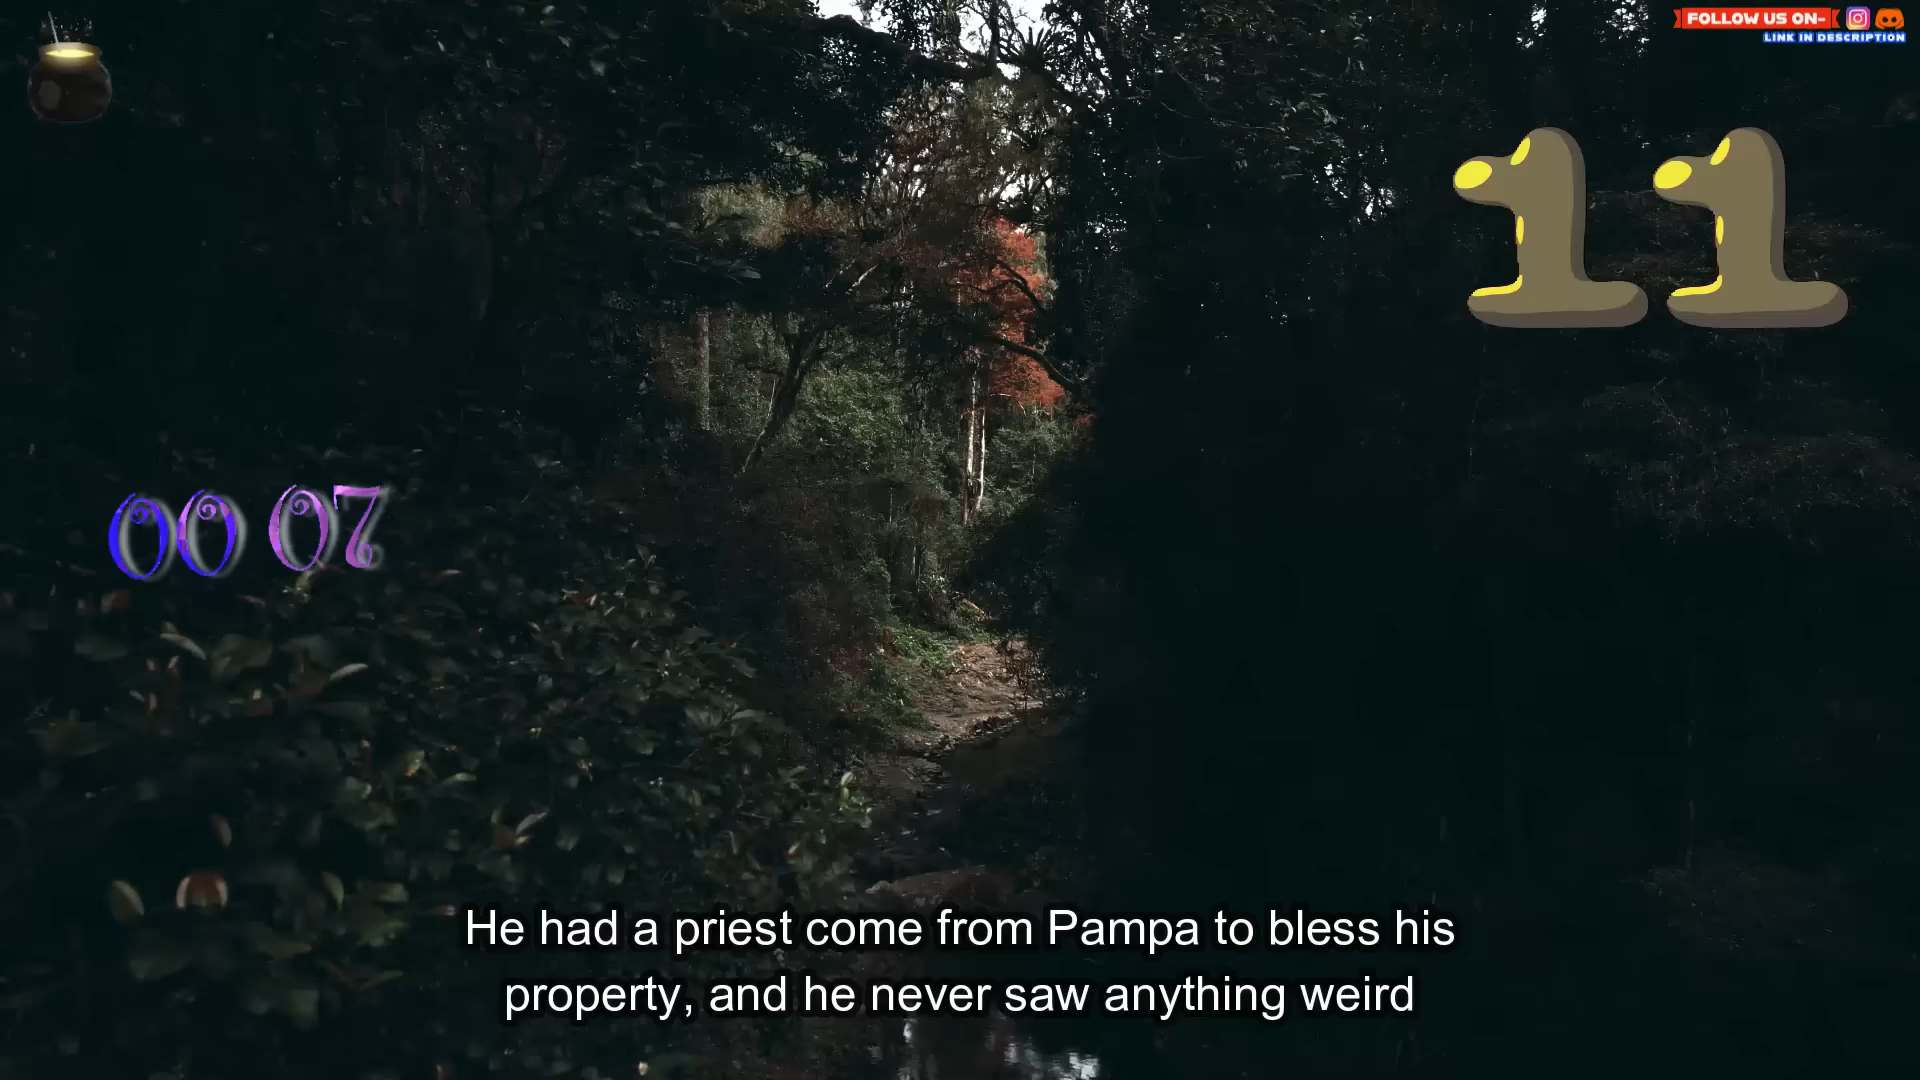 FOLLOW US ON-
LINK IN DESCRIPTION
11
00 07
He had a priest come from Pampa to bless his
property, and he never saw anything weird